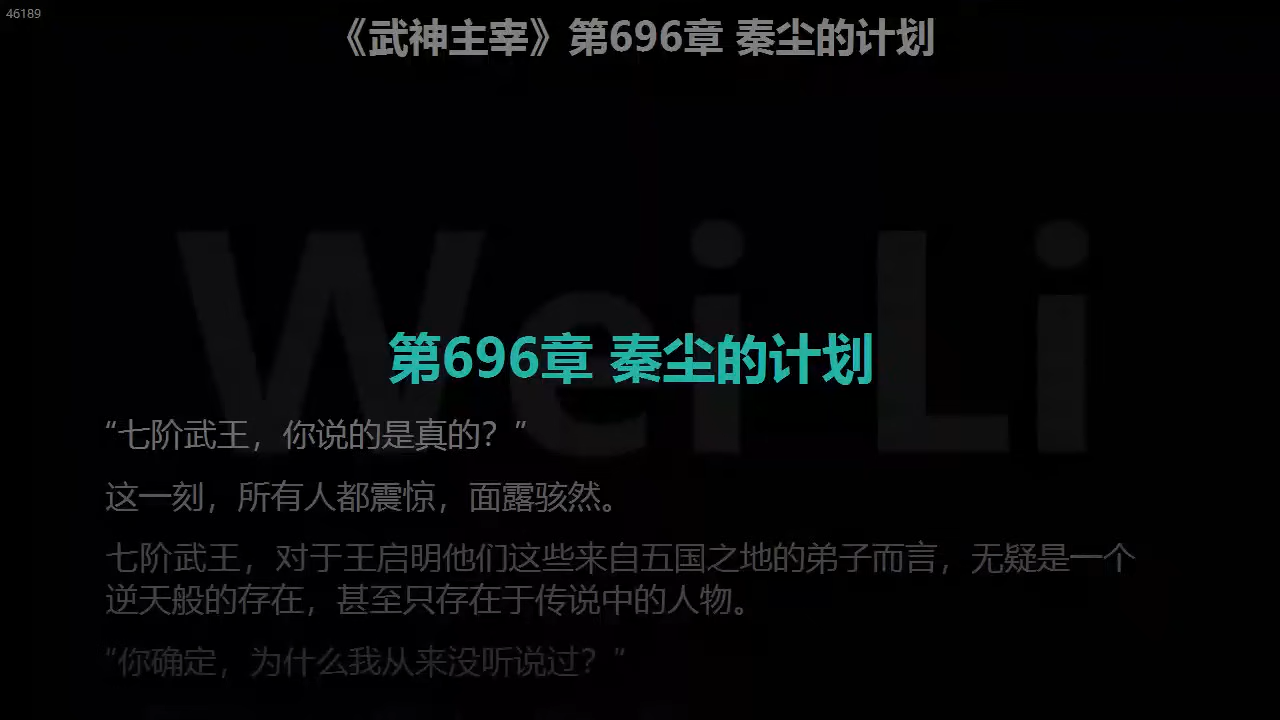 46189
《武神主宰》第696章 秦尘的计划
Wei Li
第696章 秦尘的计划
“七阶武王，你说的是真的？”
这一刻，所有人都震惊，面露骇然。
七阶武王，对于王启明他们这些来自五国之地的弟子而言，无疑是一个
逆天般的存在，甚至只存在于传说中的人物。
“你确定，为什么我从来没听说过？”